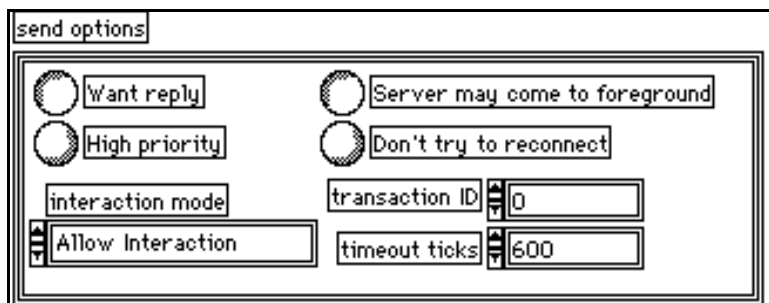 send options
Want reply
Server may come to foreground
High priority
Don't try to reconnect
interaction mode
transaction ID 0
Allow Interaction
timeout ticks 600